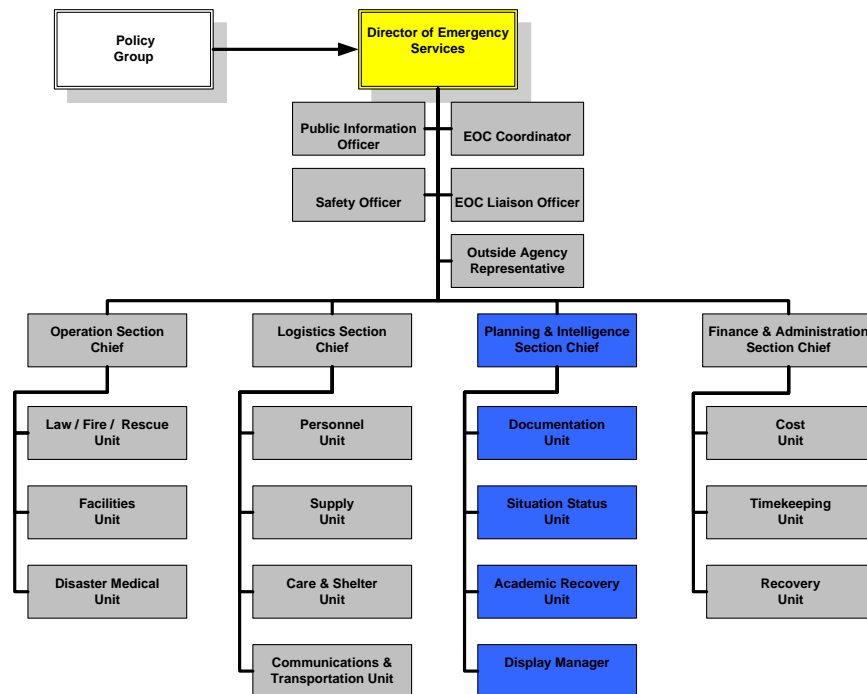 Policy
Group
Director of Emergency
Services
Public Information
Officer
EOC Coordinator
Safety Officer
EOC Liaison Officer
Outside Agency
Representative
Operation Section
Chief
Logistics Section
Chief
Planning & Intelligence
Section Chief
Finance & Administration
Section Chief
Law / Fire / Rescue
Unit
Personnel
Unit
Documentation
Unit
Cost
Unit
Facilities
Unit
Supply
Unit
Situation Status
Unit
Timekeeping
Unit
Disaster Medical
Unit
Care & Shelter
Unit
Academic Recovery
Unit
Recovery
Unit
Communications &
Transportation Unit
Display Manager